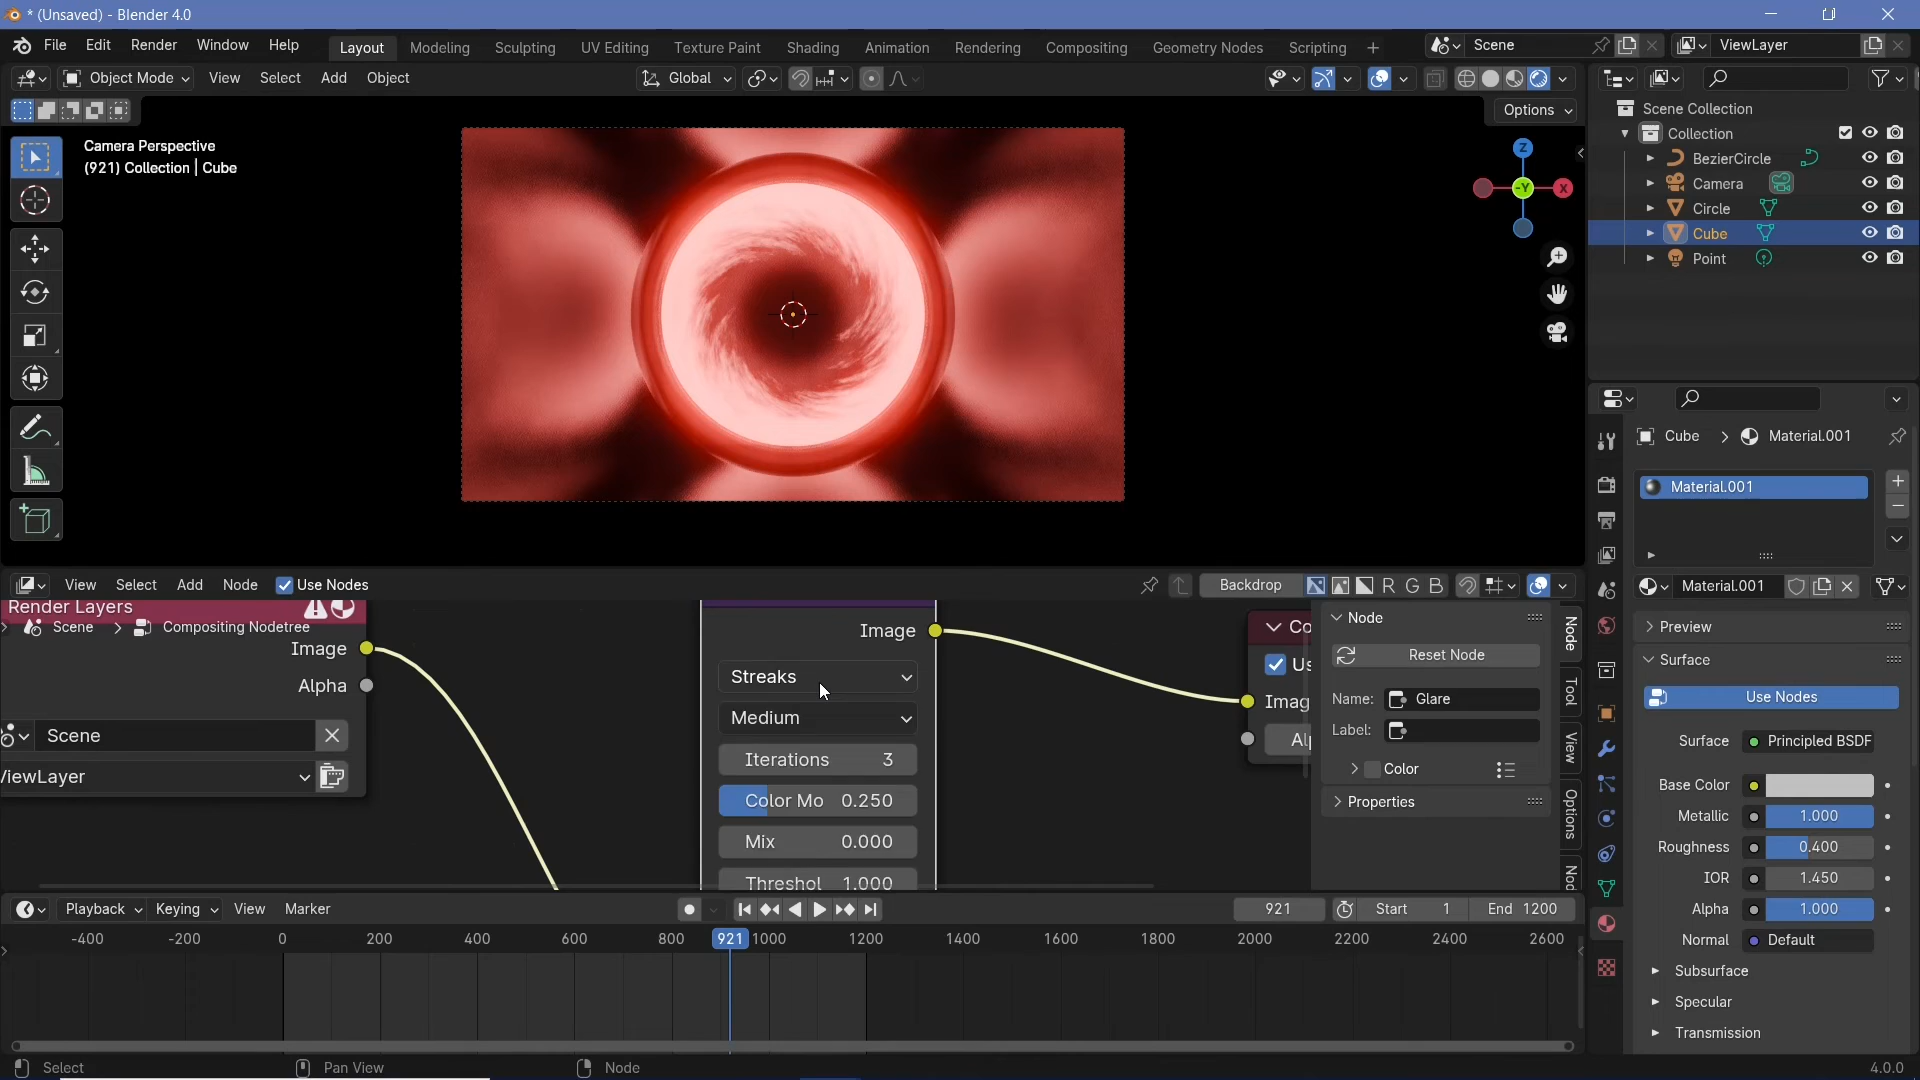 * (Unsaved) - Blender 4.0
File Edit Render Window Help Layout Modeling Sculpting UV Editing Texture Paint Shading Animation Rendering Compositing Geometry Nodes Scripting + Scene ViewLayer
Object Mode View Select Add Object Global
Options
Camera Perspective
(921) Collection | Cube
Z
-Y
X
Scene Collection
Collection
BezierCircle
Camera
Circle
Cube
Point
Cube > Material.001
Material.001
Material.001
Preview
Surface
Use Nodes
Surface Principled BSDF
Base Color
Metallic 1.000
Roughness 0.400
IOR 1.450
Alpha 1.000
Normal Default
Subsurface
Specular
Transmission
View Select Add Node Use Nodes Backdrop R G B
Render Layers
Scene > Compositing Nodetree
Image
Alpha
Scene
ViewLayer
Image
Streaks
Medium
Iterations 3
Color Mo 0.250
Mix 0.000
Threshol 1.000
Co
Us
Imag
Al
Node
Reset Node
Name: Glare
Label:
Color
Properties
Node
Tool
View
Options
Nod
Playback Keying View Marker 921 Start 1 End 1200
-400 -200 0 200 400 600 800 921 1000 1200 1400 1600 1800 2000 2200 2400 2600
Select Pan View Node 4.0.0